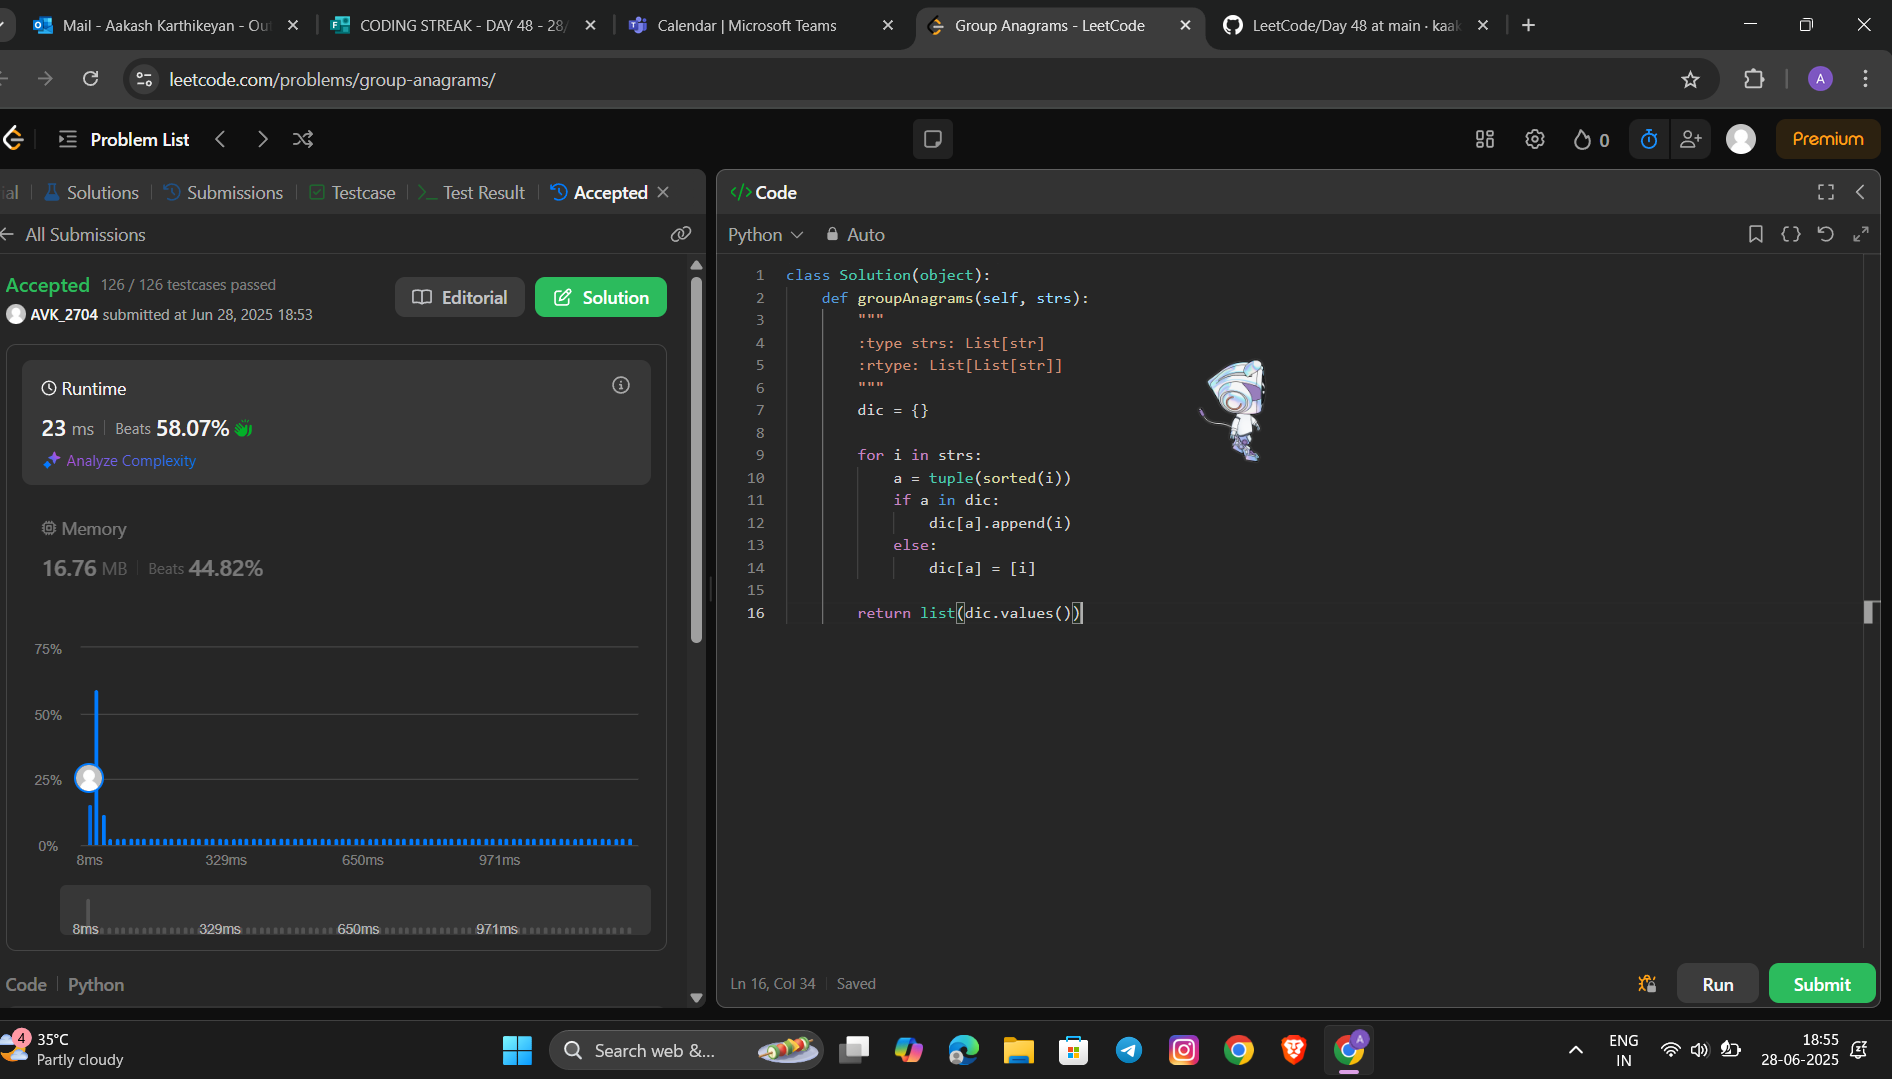 Mail - Aakash Karthikeyan - Ou
CODING STREAK - DAY 48 - 28/
Calendar | Microsoft Teams
Group Anagrams - LeetCode
LeetCode/Day 48 at main · kaak
leetcode.com/problems/group-anagrams/
A
Problem List
0
Premium
ial
Solutions
Submissions
Testcase
Test Result
Accepted
</> Code
All Submissions
Python
Auto
Accepted 126 / 126 testcases passed
AVK_2704 submitted at Jun 28, 2025 18:53
Editorial
Solution
Runtime
23 ms | Beats 58.07%
Analyze Complexity
Memory
16.76 MB | Beats 44.82%
75%
50%
25%
0%
8ms 329ms 650ms 971ms
8ms 329ms 650ms 971ms
Code | Python
1 class Solution(object):
2 def groupAnagrams(self, strs):
3 """
4 :type strs: List[str]
5 :rtype: List[List[str]]
6 """
7 dic = {}
8
9 for i in strs:
10 a = tuple(sorted(i))
11 if a in dic:
12 dic[a].append(i)
13 else:
14 dic[a] = [i]
15
16 return list(dic.values())
Ln 16, Col 34 | Saved
Run
Submit
4
35°C
Partly cloudy
Search web &...
A
ENG
IN
18:55
28-06-2025